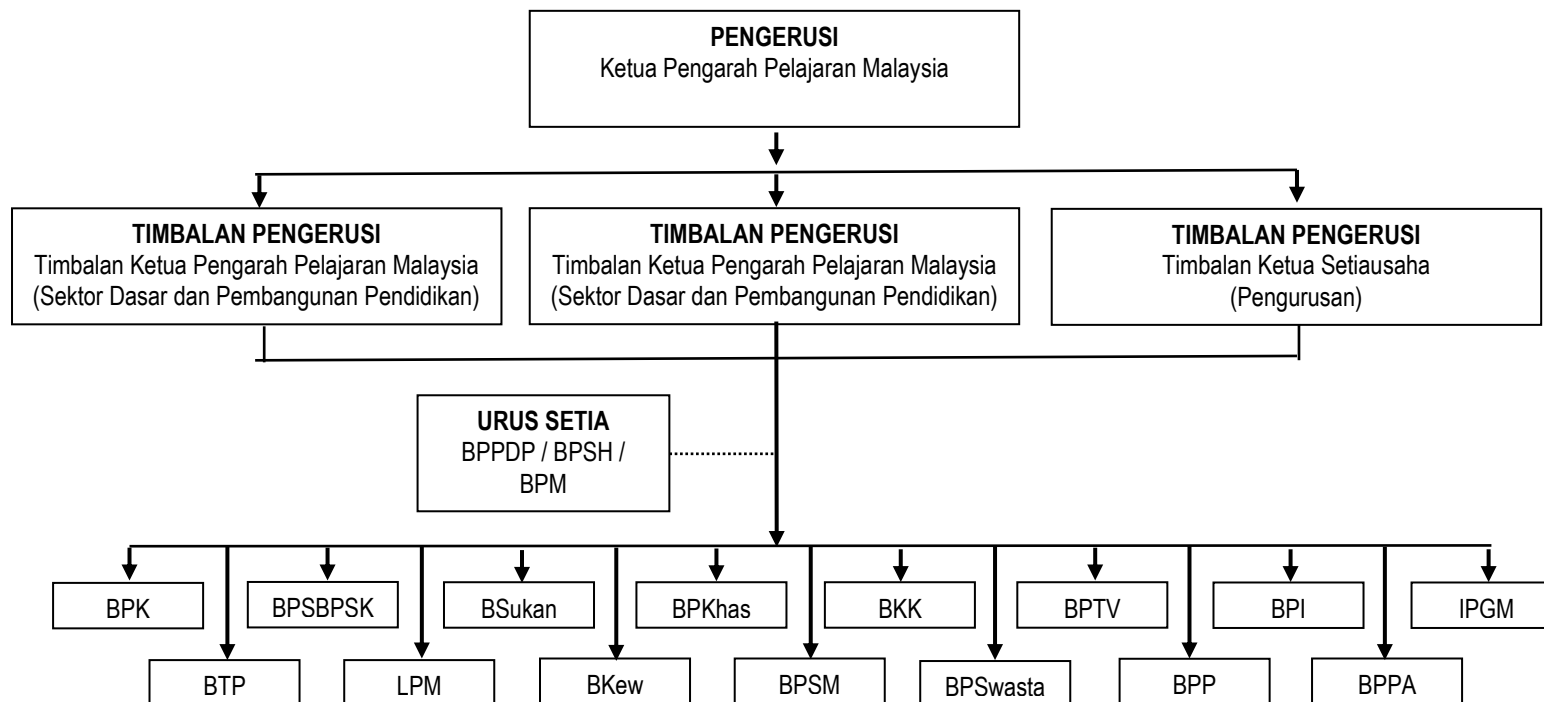 PENGERUSI
Ketua Pengarah Pelajaran Malaysia
TIMBALAN PENGERUSI
Timbalan Ketua Pengarah Pelajaran Malaysia
(Sektor Dasar dan Pembangunan Pendidikan)
TIMBALAN PENGERUSI
Timbalan Ketua Pengarah Pelajaran Malaysia
(Sektor Dasar dan Pembangunan Pendidikan)
TIMBALAN PENGERUSI
Timbalan Ketua Setiausaha
(Pengurusan)
URUS SETIA
BPPDP / BPSH /
BPM
BPK
BPSBPSK
BSukan
BPKhas
BKK
BPTV
BPI
IPGM
BTP
LPM
BKew
BPSM
BPSwasta
BPP
BPPA